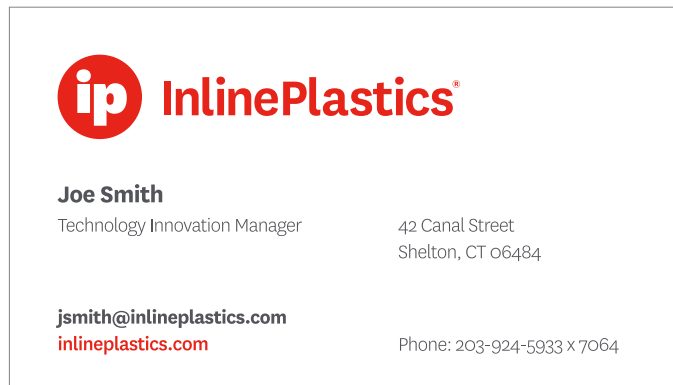 ip InlinePlastics®
Joe Smith
Technology Innovation Manager
42 Canal Street
Shelton, CT 06484
jsmith@inlineplastics.com
inlineplastics.com
Phone: 203-924-5933 x 7064